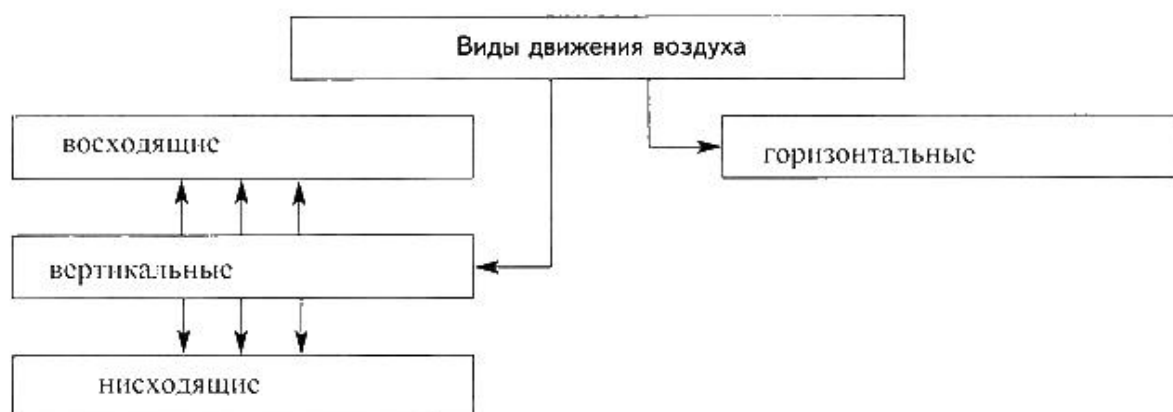 Виды движения воздуха
восходящие
горизонтальные
вертикальные
нисходящие